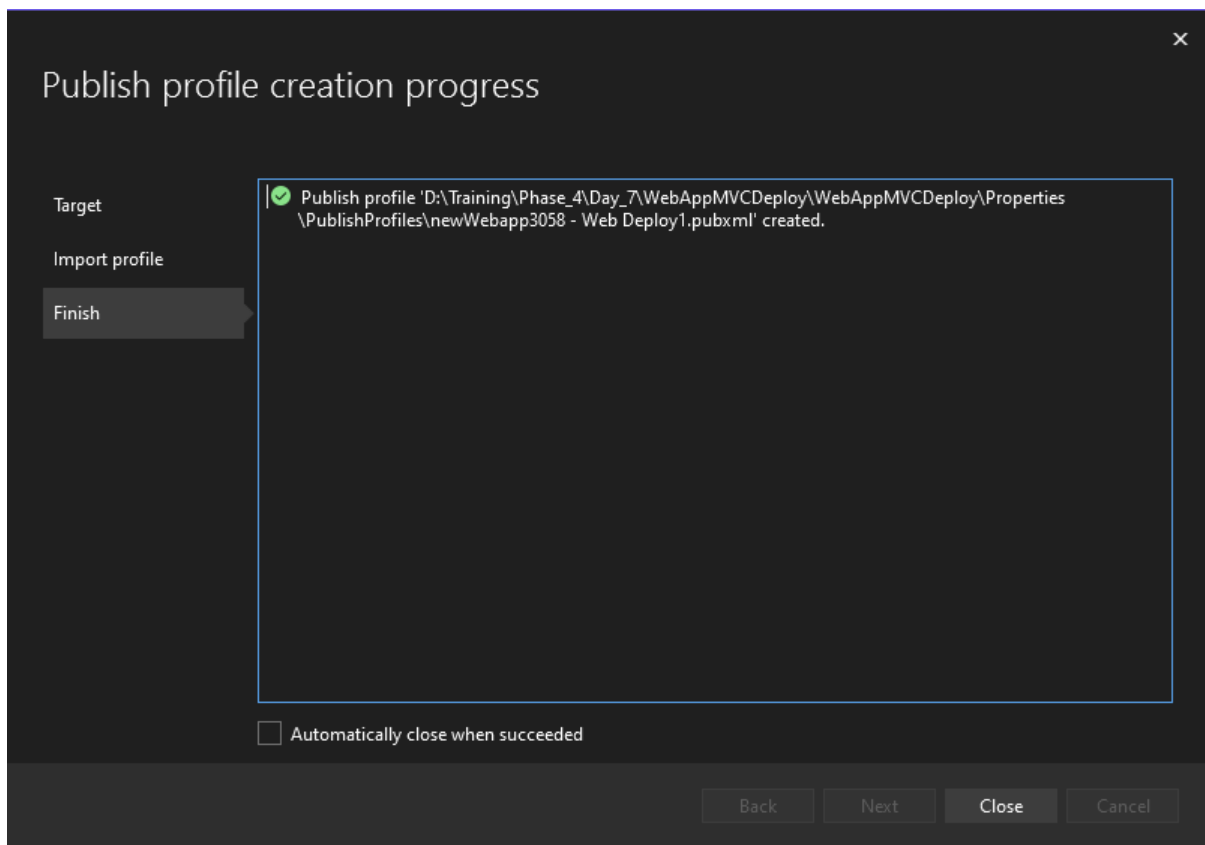 Publish profile creation progress
Target
Import profile
Finish
Publish profile 'D:\Training\Phase_4\Day_7\WebAppMVCDeploy\WebAppMVCDeploy\Properties
\PublishProfiles\newWebapp3058 - Web Deploy1.pubxml' created.
Automatically close when succeeded
Back
Next
Close
Cancel